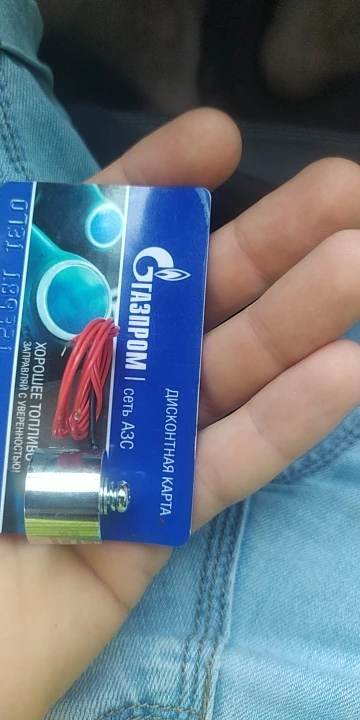 ДИСКОНТНАЯ КАРТА
ГАЗПРОМ | сеть АЗС
ХОРОШЕЕ ТОПЛИВО
ЗАПРАВЛЯЙ С УВЕРЕННОСТЬЮ!